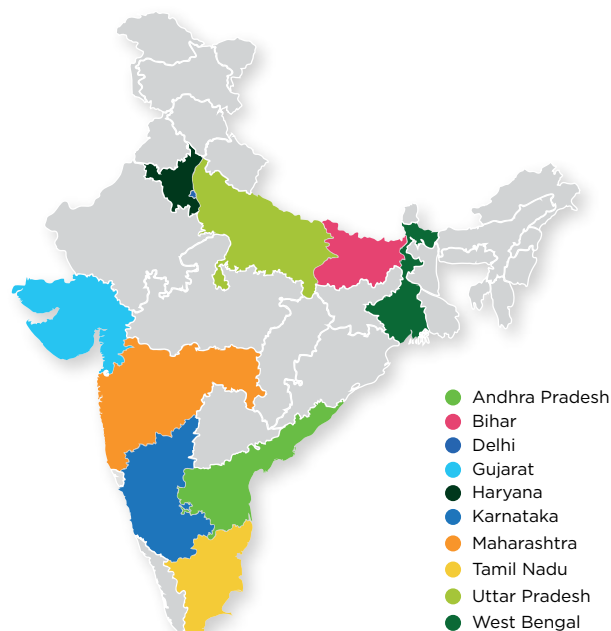 Andhra Pradesh
Bihar
Delhi
Gujarat
Haryana
Karnataka
Maharashtra
Tamil Nadu
Uttar Pradesh
West Bengal